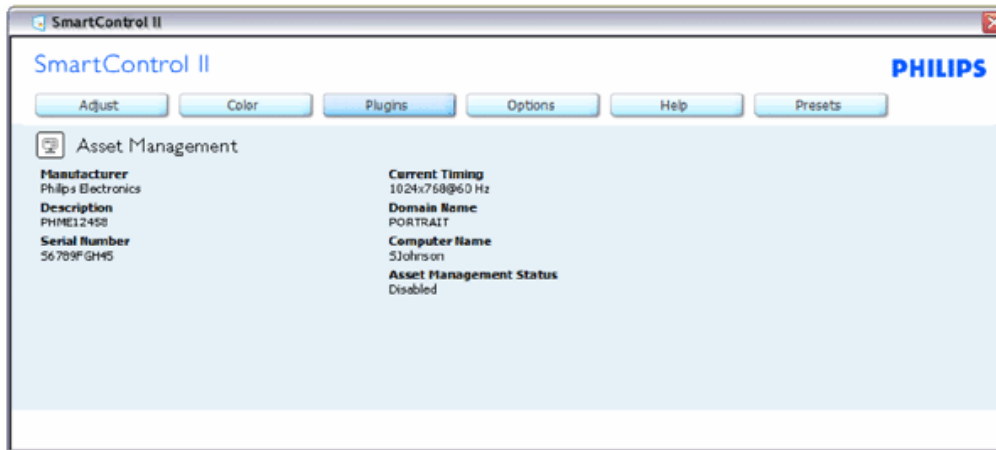 SmartControl II
SmartControl II
PHILIPS
Adjust
Color
Plugins
Options
Help
Presets
Asset Management
Manufacturer
Philips Electronics
Description
PHME12458
Serial Number
56789FGH45
Current Timing
1024x768@60 Hz
Domain Name
PORTRAIT
Computer Name
SJohnson
Asset Management Status
Disabled